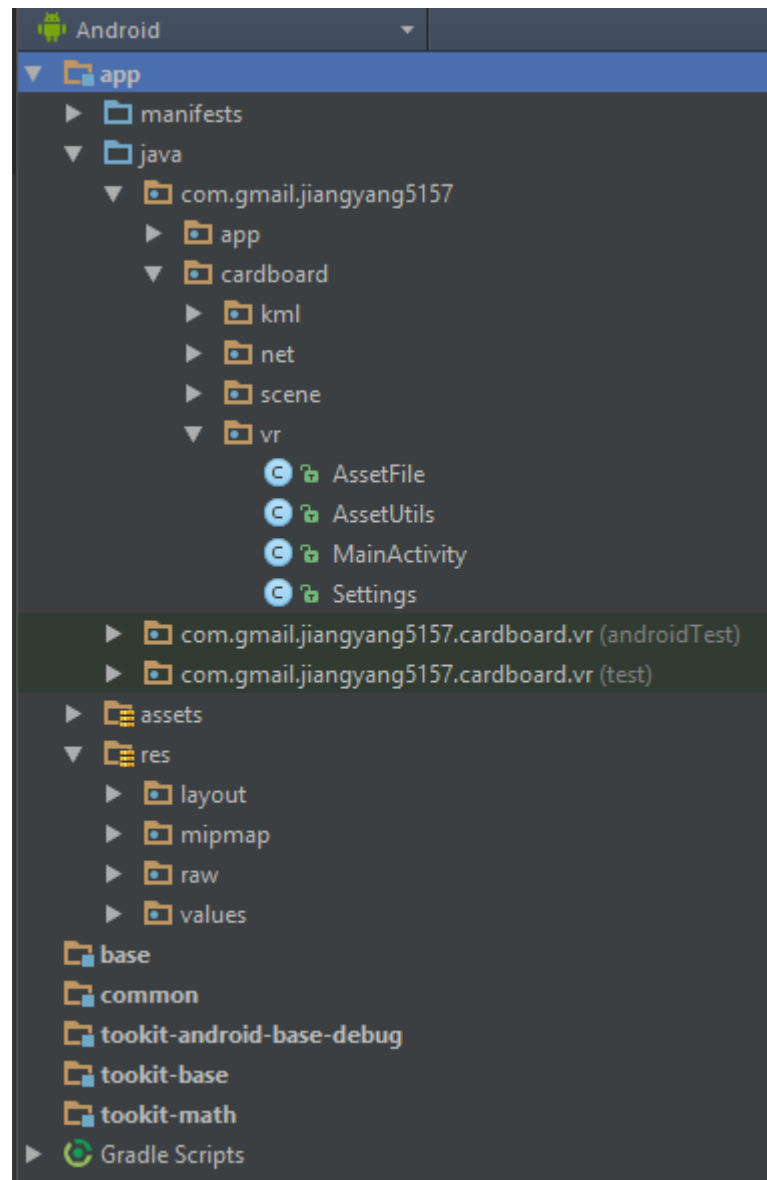 Android
app
manifests
java
com.gmail.jiangyang5157
app
cardboard
kml
net
scene
vr
C AssetFile
C AssetUtils
C MainActivity
C Settings
com.gmail.jiangyang5157.cardboard.vr (androidTest)
com.gmail.jiangyang5157.cardboard.vr (test)
assets
res
layout
mipmap
raw
values
base
common
tookit-android-base-debug
tookit-base
tookit-math
Gradle Scripts